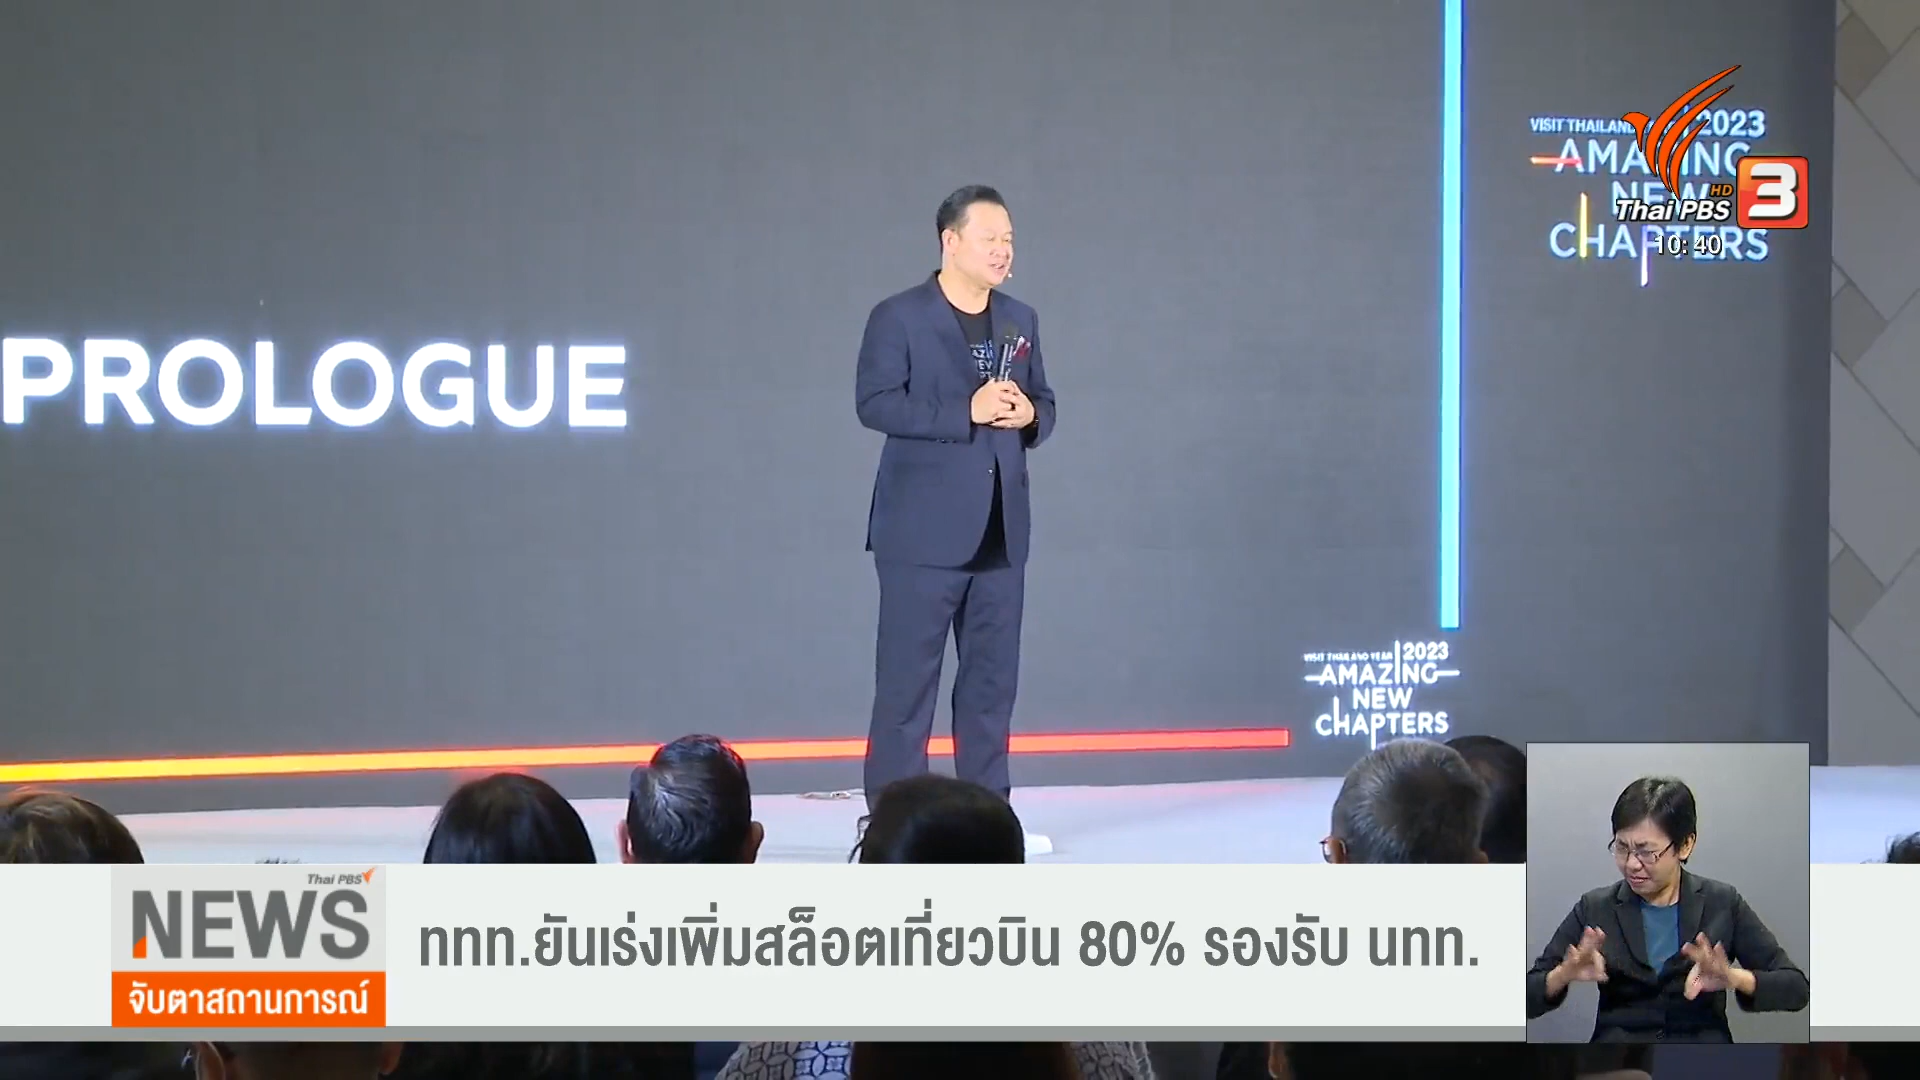 VISIT THAILAND 2023
AMAZING
NEW
CHAPTERS
HD
Thai PBS
3
10:40
PROLOGUE
VISIT THAILAND YEAR 2023
AMAZING
NEW
CHAPTERS
Thai PBS
NEWS
จับตาสถานการณ์
ททท.ยันเร่งเพิ่มสล็อตเที่ยวบิน 80% รองรับ นทท.